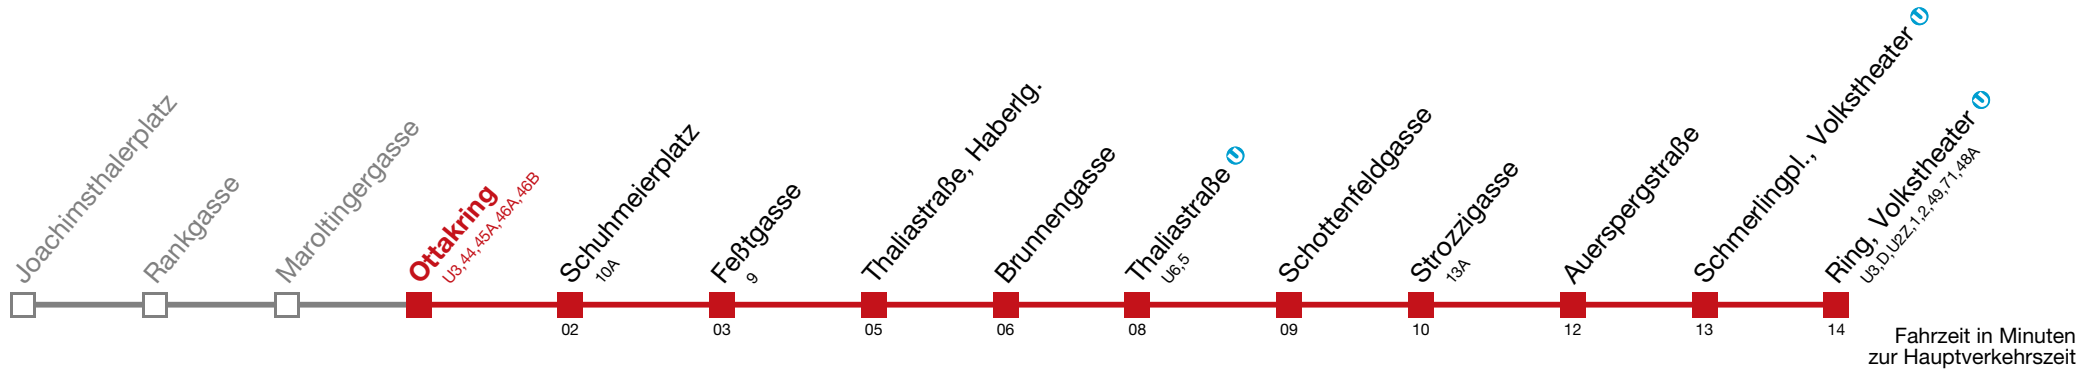 Joachimsthalerplatz
Rankgasse
Maroltingergasse
Ottakring
U3,44,45A,46A,46B
Schuhmeierplatz
10A
Feßtgasse
9
Thaliastraße, Haberlg.
Brunnengasse
Thaliastraße U
U6,5
Schottenfeldgasse
Strozzigasse
13A
Auerspergstraße
Schmerlingpl., Volkstheater U
Ring, Volkstheater U
U3,D,U2Z,1,2,49,71,48A
02 03 05 06 08 09 10 12 13 14
Fahrzeit in Minuten
zur Hauptverkehrszeit